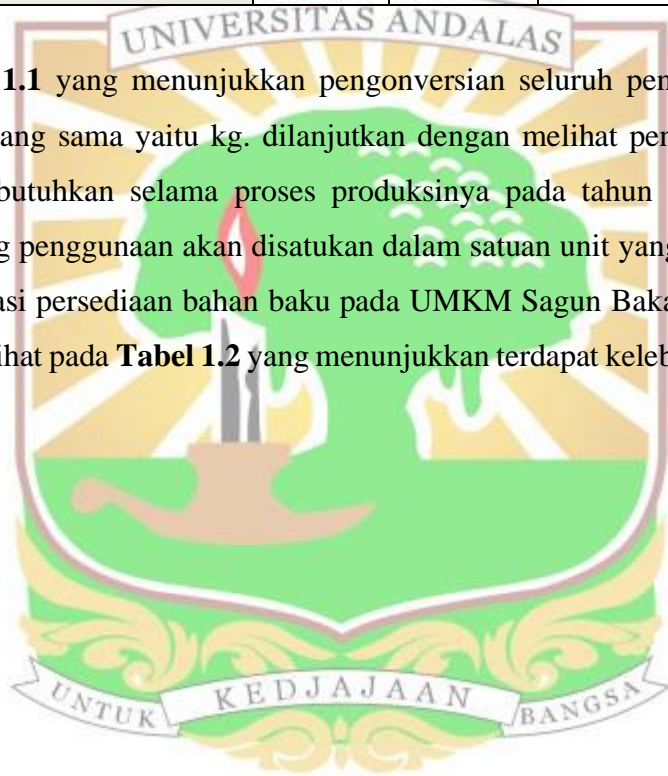 UNIVERSITAS ANDALAS
1.1 yang menunjukkan pengonversian seluruh pen
ang sama yaitu kg. dilanjutkan dengan melihat per
butuhkan selama proses produksinya pada tahun
g penggunaan akan disatukan dalam satuan unit yang
asi persediaan bahan baku pada UMKM Sagun Baka
ihat pada Tabel 1.2 yang menunjukkan terdapat keleb
UNTUK KEDJAJAAN BANGSA